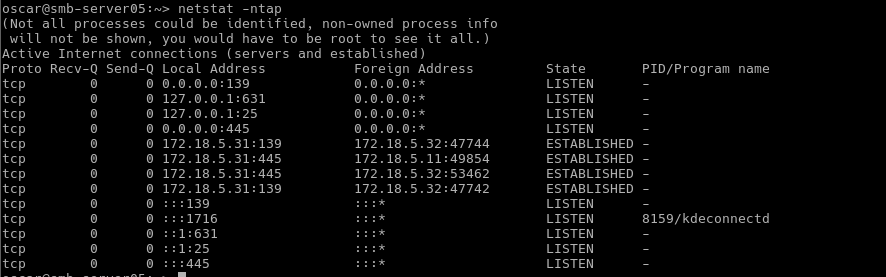 oscar@smb-server05:~> netstat -ntap
(Not all processes could be identified, non-owned process info
 will not be shown, you would have to be root to see it all.)
Active Internet connections (servers and established)
Proto Recv-Q Send-Q Local Address           Foreign Address         State       PID/Program name
tcp        0      0 0.0.0.0:139             0.0.0.0:*               LISTEN      -
tcp        0      0 127.0.0.1:631           0.0.0.0:*               LISTEN      -
tcp        0      0 127.0.0.1:25            0.0.0.0:*               LISTEN      -
tcp        0      0 0.0.0.0:445             0.0.0.0:*               LISTEN      -
tcp        0      0 172.18.5.31:139         172.18.5.32:47744       ESTABLISHED -
tcp        0      0 172.18.5.31:445         172.18.5.11:49854       ESTABLISHED -
tcp        0      0 172.18.5.31:445         172.18.5.32:53462       ESTABLISHED -
tcp        0      0 172.18.5.31:139         172.18.5.32:47742       ESTABLISHED -
tcp        0      0 :::139                  :::*                    LISTEN      -
tcp        0      0 :::1716                 :::*                    LISTEN      8159/kdeconnectd
tcp        0      0 ::1:631                 :::*                    LISTEN      -
tcp        0      0 ::1:25                  :::*                    LISTEN      -
tcp        0      0 :::445                  :::*                    LISTEN      -
oscar@smb-server05:~>